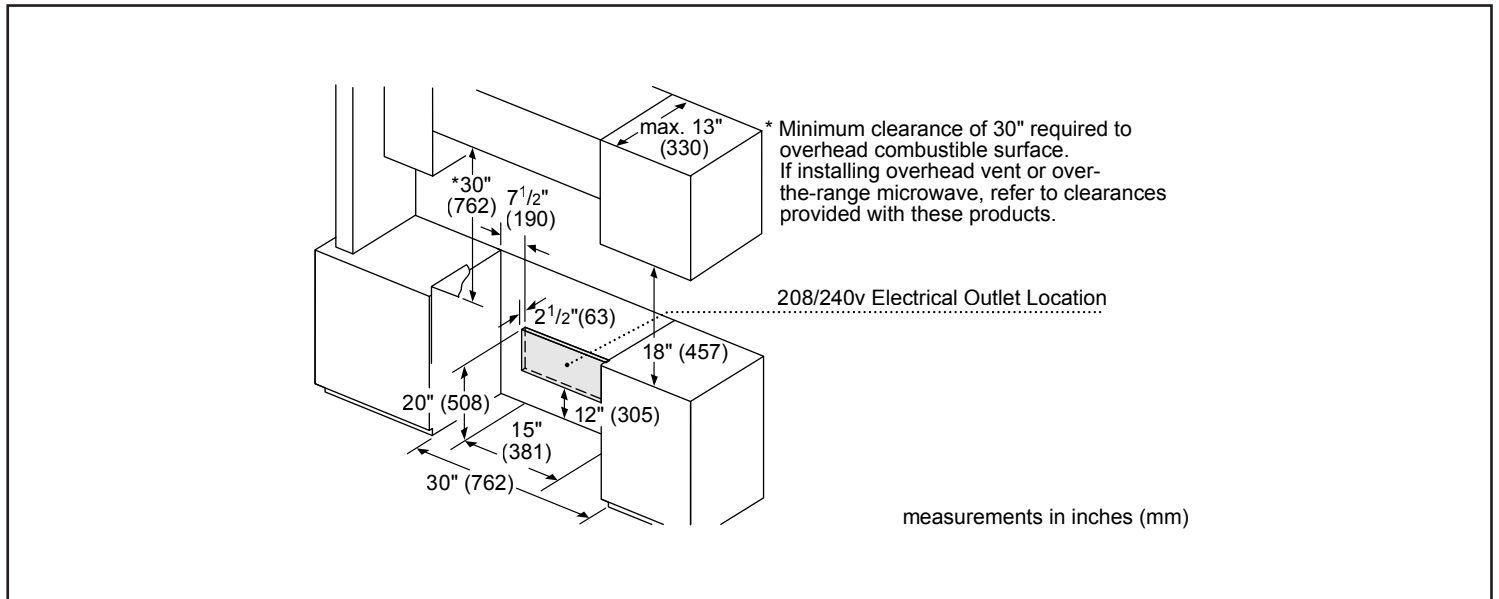 max. 13"
(330)
* Minimum clearance of 30" required to
overhead combustible surface.
If installing overhead vent or over-
the-range microwave, refer to clearances
provided with these products.
*30"
(762)
7 1/2"
(190)
208/240v Electrical Outlet Location
2 1/2"(63)
18" (457)
20" (508)
12" (305)
15"
(381)
30" (762)
measurements in inches (mm)